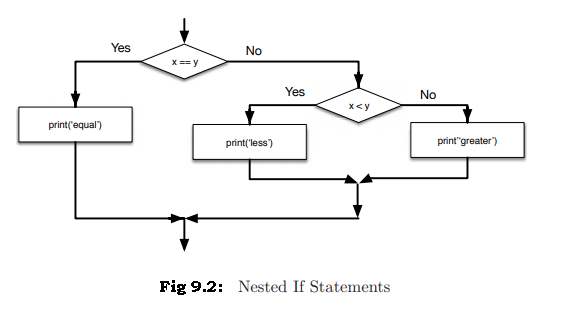 Yes
No
x == y
Yes
No
x < y
print('equal')
print('less')
print''greater')
Fig 9.2: Nested If Statements